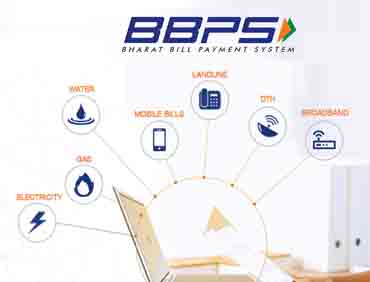 BBPS
BHARAT BILL PAYMENT SYSTEM
LANDLINE
WATER
DTH
MOBILE BILLS
BROADBAND
GAS
ELECTRICITY